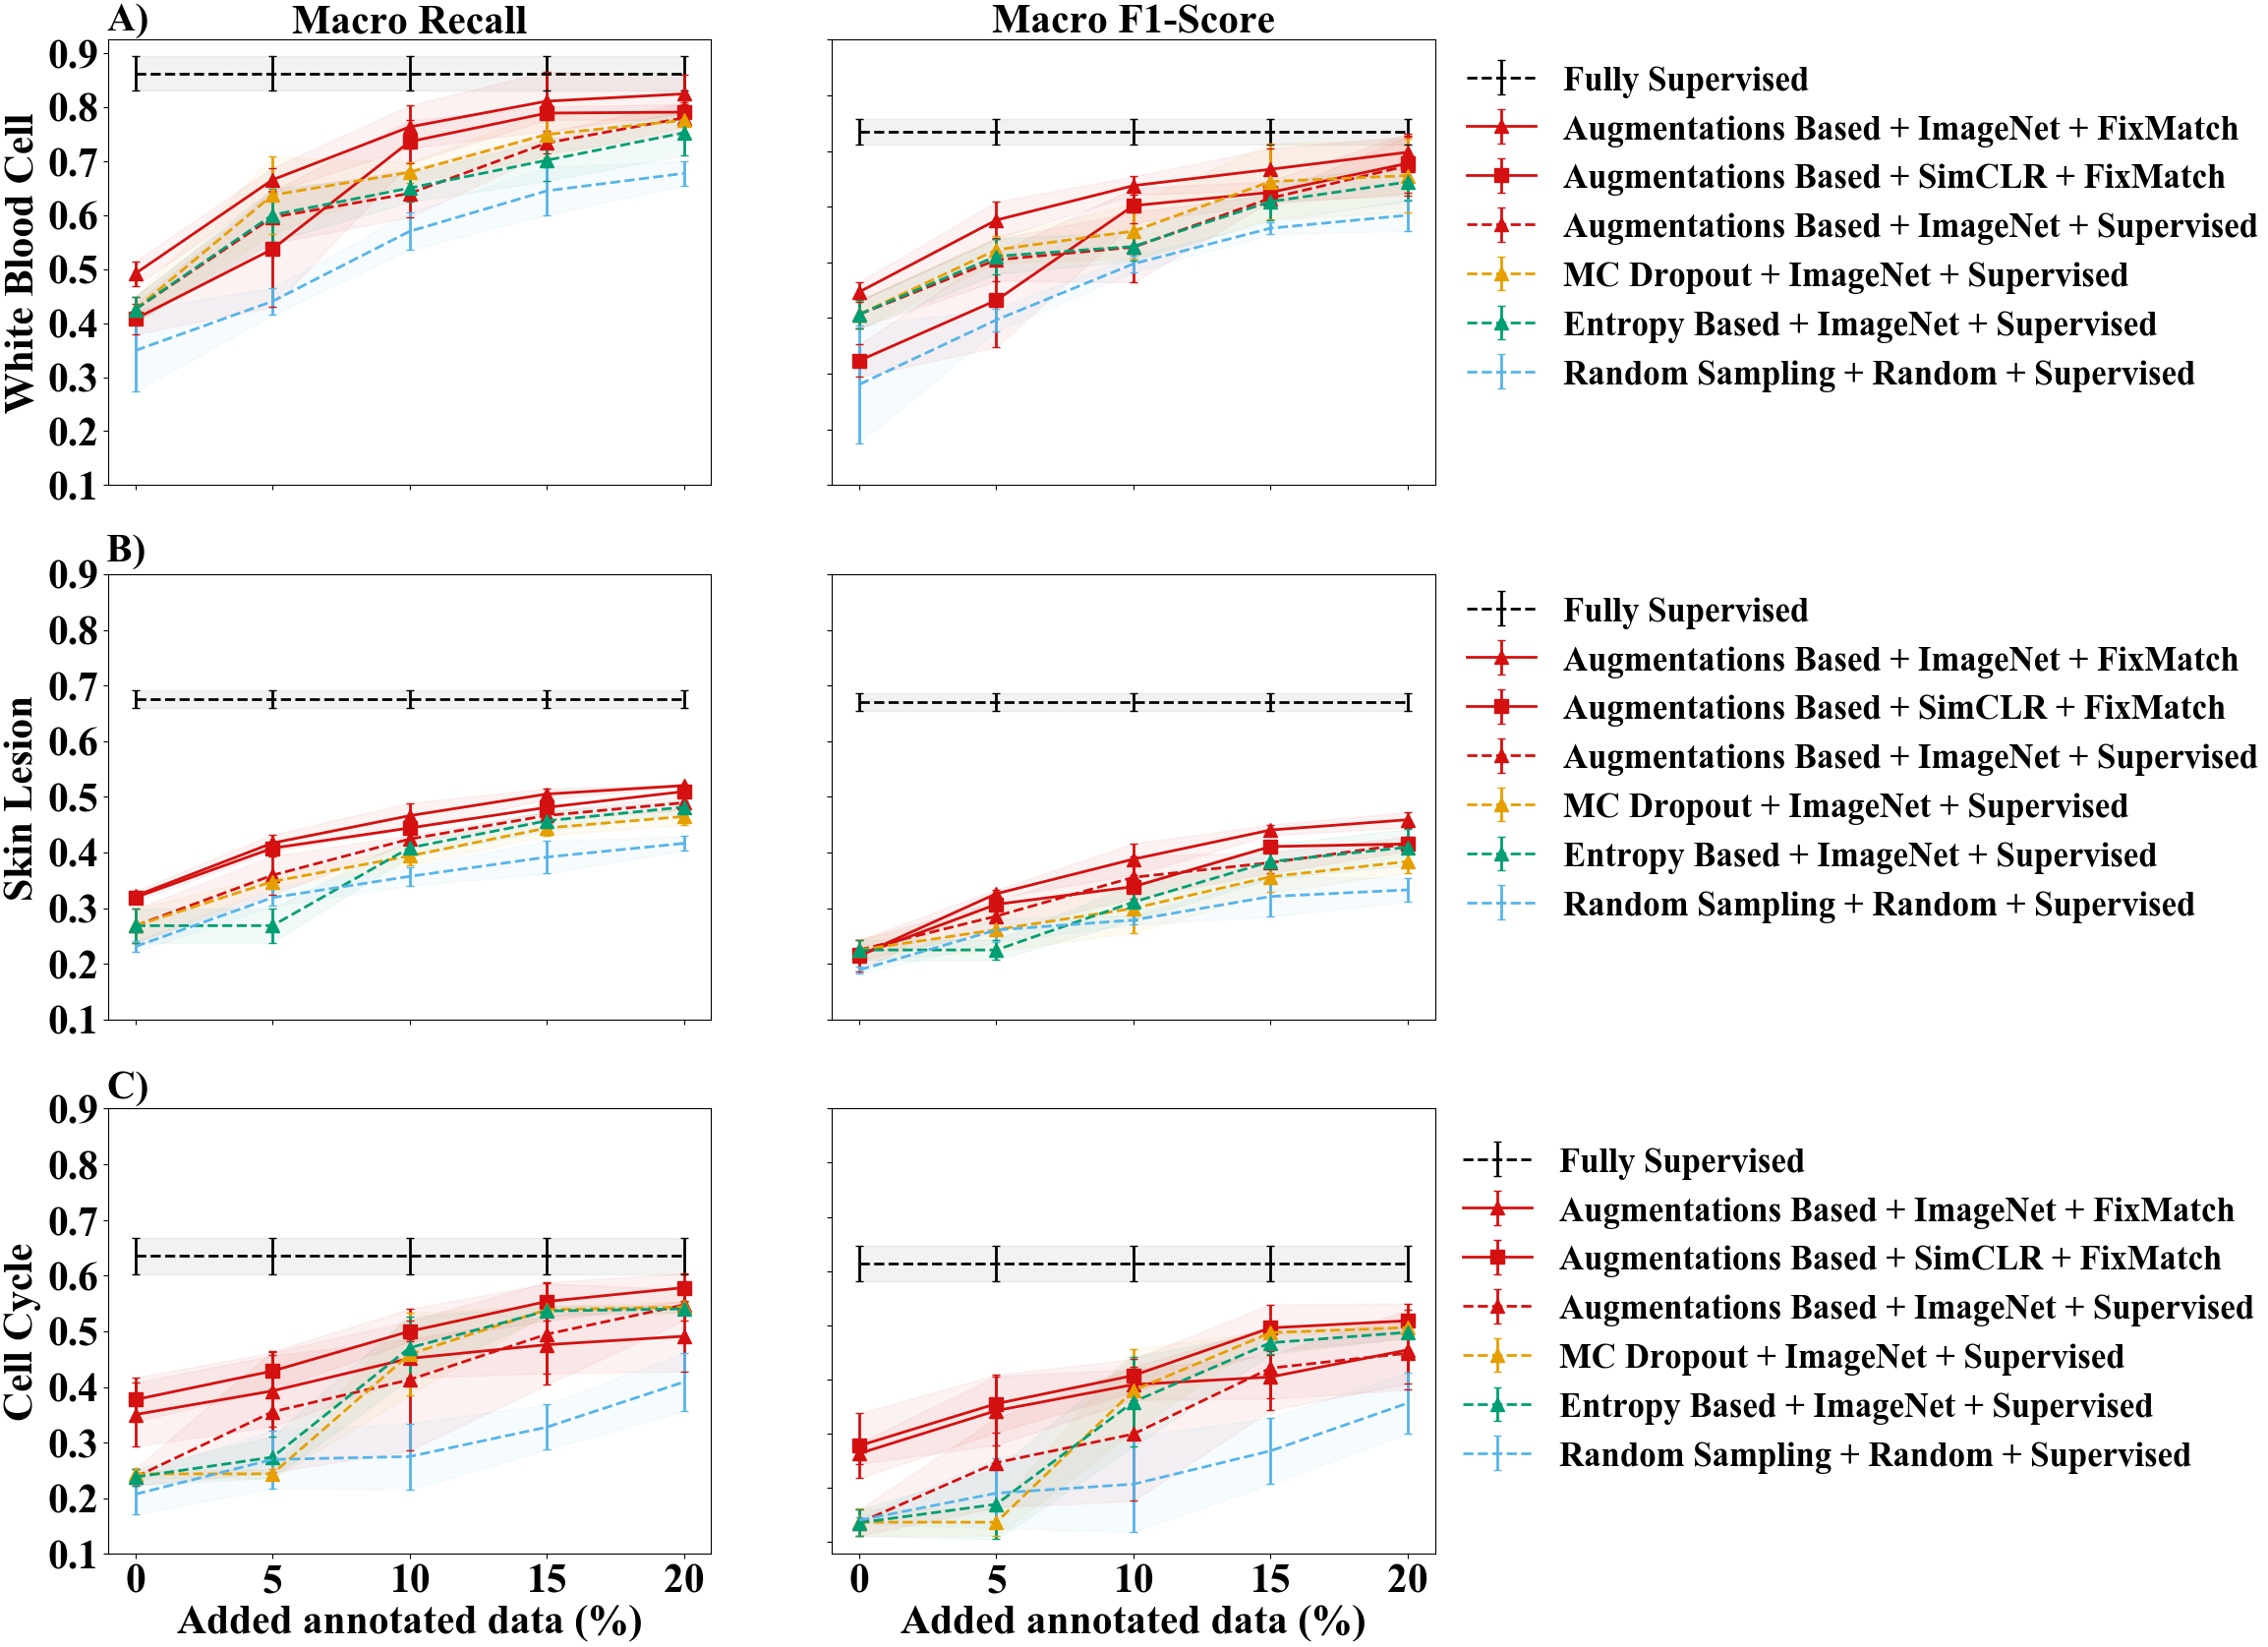 A)
Macro Recall
Macro F1-Score
White Blood Cell
0.9
0.8
0.7
0.6
0.5
0.4
0.3
0.2
0.1
Fully Supervised
Augmentations Based + ImageNet + FixMatch
Augmentations Based + SimCLR + FixMatch
Augmentations Based + ImageNet + Supervised
MC Dropout + ImageNet + Supervised
Entropy Based + ImageNet + Supervised
Random Sampling + Random + Supervised
B)
Skin Lesion
0.9
0.8
0.7
0.6
0.5
0.4
0.3
0.2
0.1
Fully Supervised
Augmentations Based + ImageNet + FixMatch
Augmentations Based + SimCLR + FixMatch
Augmentations Based + ImageNet + Supervised
MC Dropout + ImageNet + Supervised
Entropy Based + ImageNet + Supervised
Random Sampling + Random + Supervised
C)
Cell Cycle
0.9
0.8
0.7
0.6
0.5
0.4
0.3
0.2
0.1
Fully Supervised
Augmentations Based + ImageNet + FixMatch
Augmentations Based + SimCLR + FixMatch
Augmentations Based + ImageNet + Supervised
MC Dropout + ImageNet + Supervised
Entropy Based + ImageNet + Supervised
Random Sampling + Random + Supervised
0 5 10 15 20
Added annotated data (%)
0 5 10 15 20
Added annotated data (%)